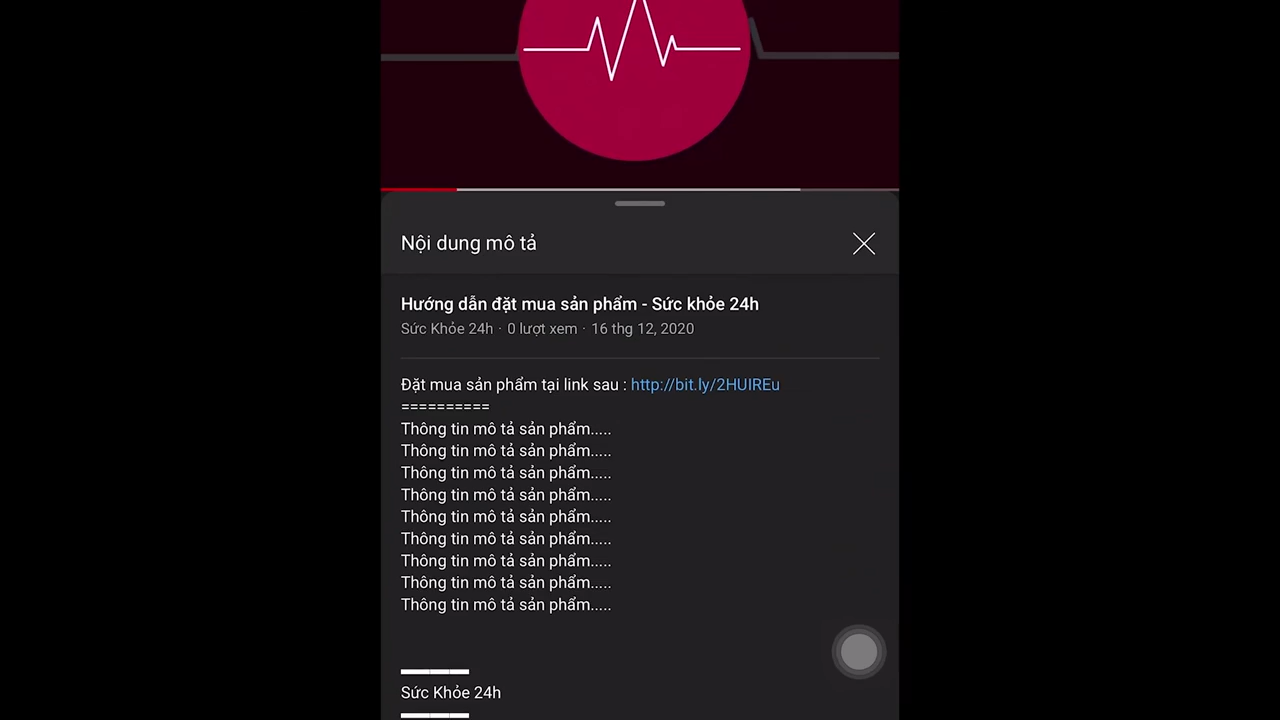 Nội dung mô tả
Hướng dẫn đặt mua sản phẩm - Sức khỏe 24h
Sức Khỏe 24h · 0 lượt xem · 16 thg 12, 2020
Đặt mua sản phẩm tại link sau : http://bit.ly/2HUIREu
==========
Thông tin mô tả sản phẩm.....
Thông tin mô tả sản phẩm.....
Thông tin mô tả sản phẩm.....
Thông tin mô tả sản phẩm.....
Thông tin mô tả sản phẩm.....
Thông tin mô tả sản phẩm.....
Thông tin mô tả sản phẩm.....
Thông tin mô tả sản phẩm.....
Thông tin mô tả sản phẩm.....
Sức Khỏe 24h